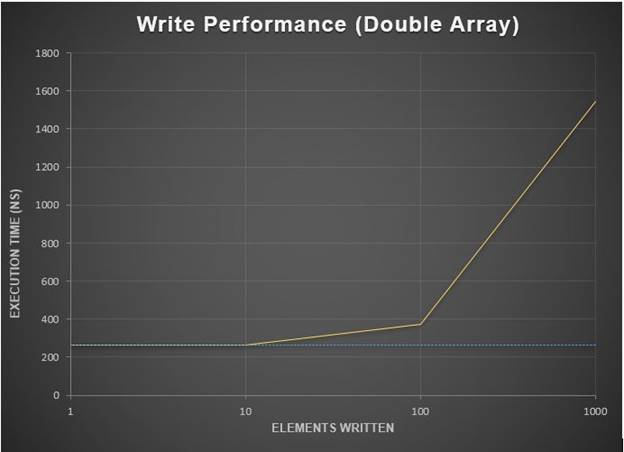 Write Performance (Double Array)
1800
1600
1400
1200
1000
800
600
400
200
0
EXECUTION TIME (NS)
1 10 100 1000
ELEMENTS WRITTEN